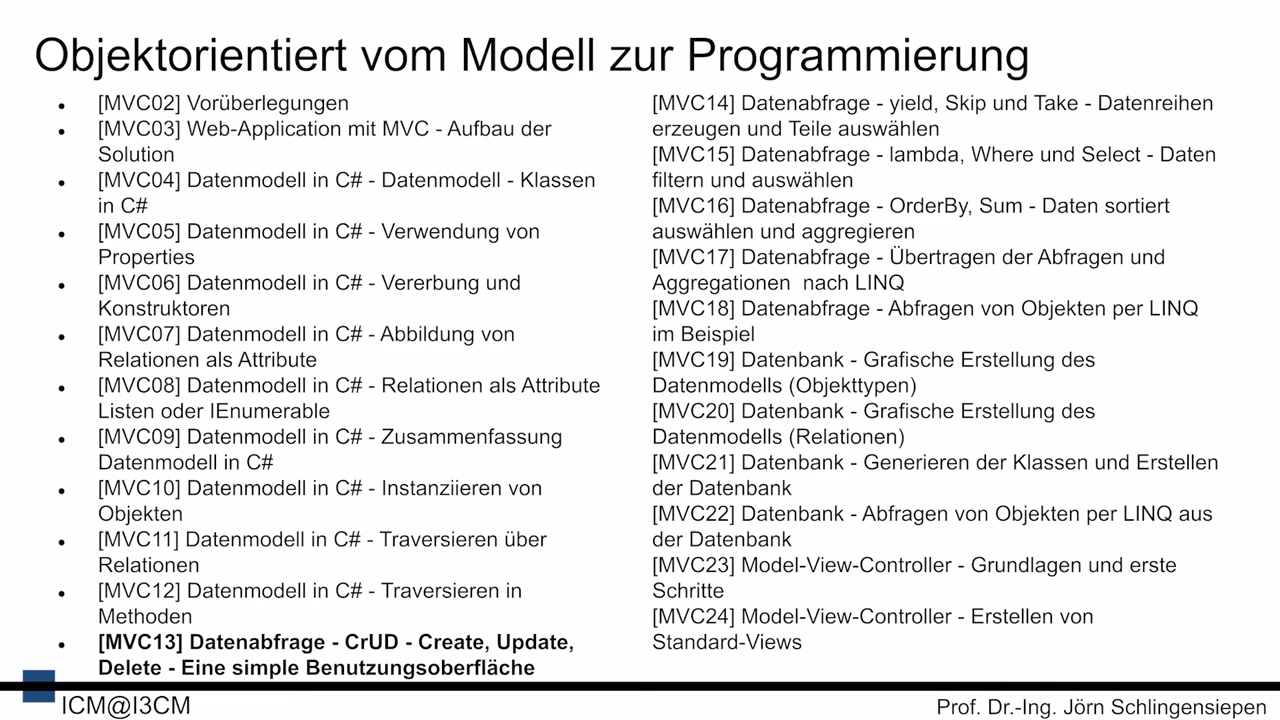 Objektorientiert vom Modell zur Programmierung
[MVC02] Vorüberlegungen
[MVC03] Web-Application mit MVC - Aufbau der
Solution
[MVC04] Datenmodell in C# - Datenmodell - Klassen
in C#
[MVC05] Datenmodell in C# - Verwendung von
Properties
[MVC06] Datenmodell in C# - Vererbung und
Konstruktoren
[MVC07] Datenmodell in C# - Abbildung von
Relationen als Attribute
[MVC08] Datenmodell in C# - Relationen als Attribute
Listen oder IEnumerable
[MVC09] Datenmodell in C# - Zusammenfassung
Datenmodell in C#
[MVC10] Datenmodell in C# - Instanziieren von
Objekten
[MVC11] Datenmodell in C# - Traversieren über
Relationen
[MVC12] Datenmodell in C# - Traversieren in
Methoden
[MVC13] Datenabfrage - CrUD - Create, Update,
Delete - Eine simple Benutzungsoberfläche
[MVC14] Datenabfrage - yield, Skip und Take - Datenreihen
erzeugen und Teile auswählen
[MVC15] Datenabfrage - lambda, Where und Select - Daten
filtern und auswählen
[MVC16] Datenabfrage - OrderBy, Sum - Daten sortiert
auswählen und aggregieren
[MVC17] Datenabfrage - Übertragen der Abfragen und
Aggregationen  nach LINQ
[MVC18] Datenabfrage - Abfragen von Objekten per LINQ
im Beispiel
[MVC19] Datenbank - Grafische Erstellung des
Datenmodells (Objekttypen)
[MVC20] Datenbank - Grafische Erstellung des
Datenmodells (Relationen)
[MVC21] Datenbank - Generieren der Klassen und Erstellen
der Datenbank
[MVC22] Datenbank - Abfragen von Objekten per LINQ aus
der Datenbank
[MVC23] Model-View-Controller - Grundlagen und erste
Schritte
[MVC24] Model-View-Controller - Erstellen von
Standard-Views
ICM@I3CM
Prof. Dr.-Ing. Jörn Schlingensiepen